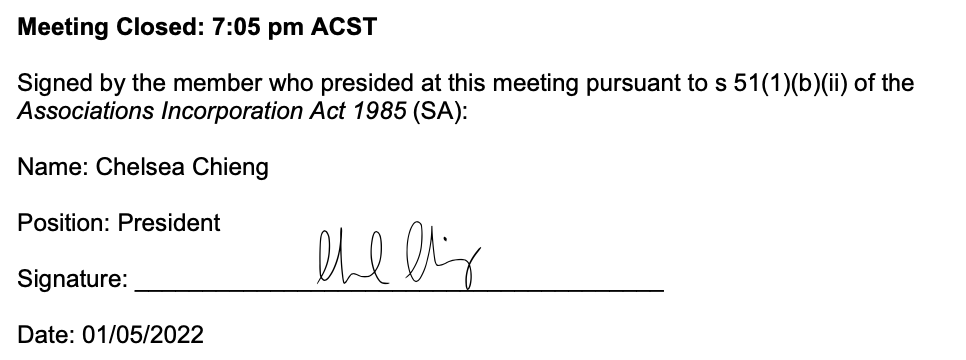 Meeting Closed: 7:05 pm ACST
Signed by the member who presided at this meeting pursuant to s 51(1)(b)(ii) of the
Associations Incorporation Act 1985 (SA):
Name: Chelsea Chieng
Position: President
Signature:
Date: 01/05/2022